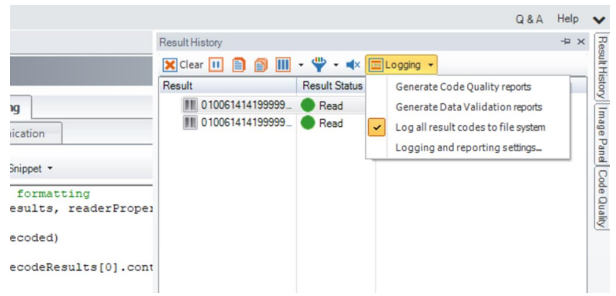 Q & A Help
Result History
Clear Logging
Result Result Status
010061414199999... Read
010061414199999... Read
Generate Code Quality reports
Generate Data Validation reports
Log all result codes to file system
Logging and reporting settings...
ng
ication
Snippet
formatting
esults, readerProper
ecoded)
ecodeResults[0].cont
Result History
Image Panel
Code Quality